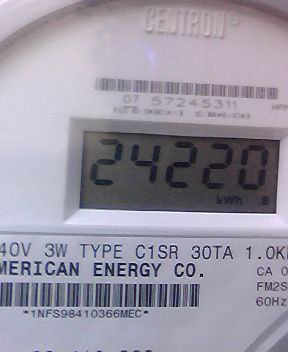 CENTRON
07 57245311
24220
kWh
40V 3W TYPE C1SR 30TA 1.0K
MERICAN ENERGY CO.
CA 0
FM2S
60Hz
*1NFS98410366MEC*